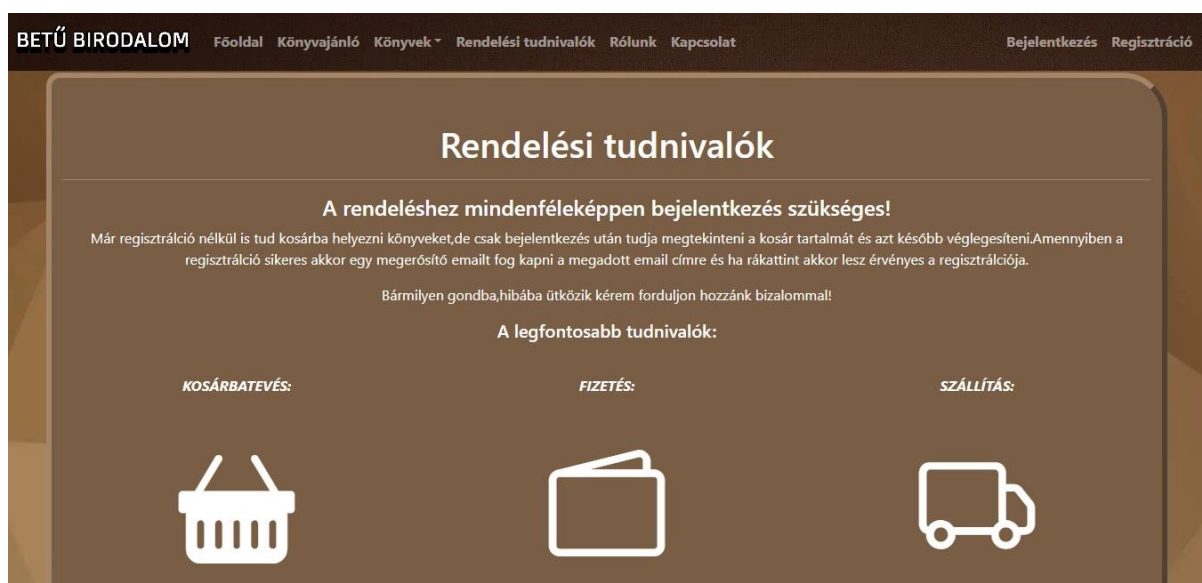 BETŰ BIRODALOM Főoldal Könyvajánló Könyvek Rendelési tudnivalók Rólunk Kapcsolat Bejelentkezés Regisztráció
Rendelési tudnivalók
A rendeléshez mindenféleképpen bejelentkezés szükséges!
Már regisztrálció nélkül is tud kosárba helyezni könyveket,de csak bejelentkezés után tudja megtekinteni a kosár tartalmát és azt később véglegesíteni.Amennyiben a
regisztrálció sikeres akkor egy megerősítő emailt fog kapni a megadott email címre és ha rákattint akkor lesz érvényes a regisztrálciója.
Bármilyen gondba,hibába ütközik kérem forduljon hozzánk bizalommal!
A legfontosabb tudnivalók:
KOSÁRBATEVÉS: FIZETÉS: SZÁLLÍTÁS: